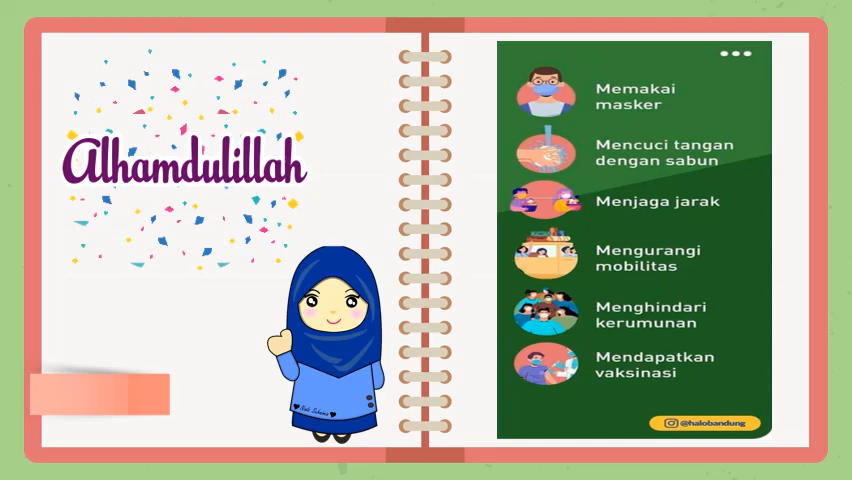 Alhamdulillah
Memakai
masker
Mencuci tangan
dengan sabun
Menjaga jarak
Mengurangi
mobilitas
Menghindari
kerumunan
Mendapatkan
vaksinasi
@halobandung